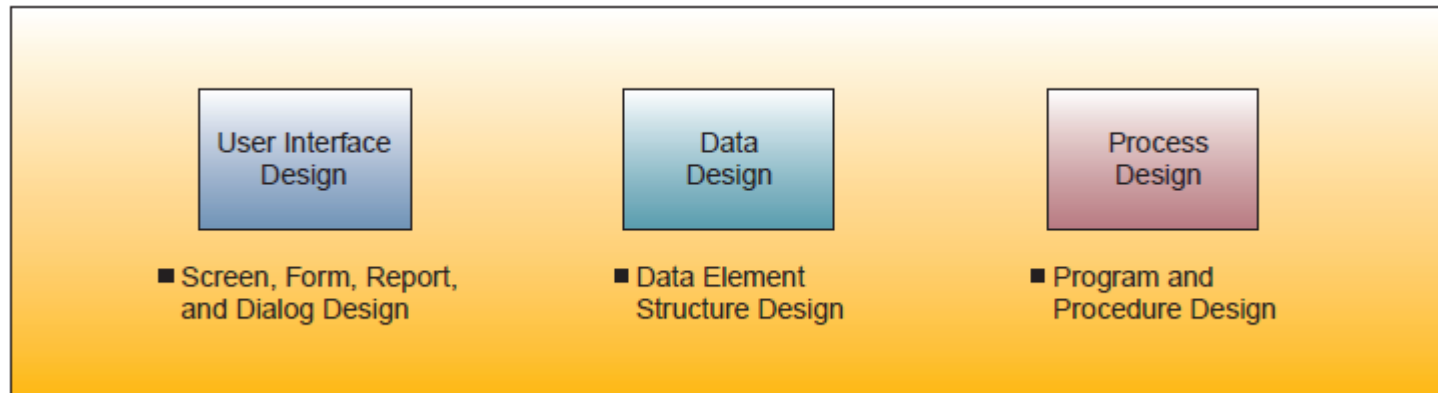 User Interface
Design
Data
Design
Process
Design
■ Screen, Form, Report,
and Dialog Design
■ Data Element
Structure Design
■ Program and
Procedure Design